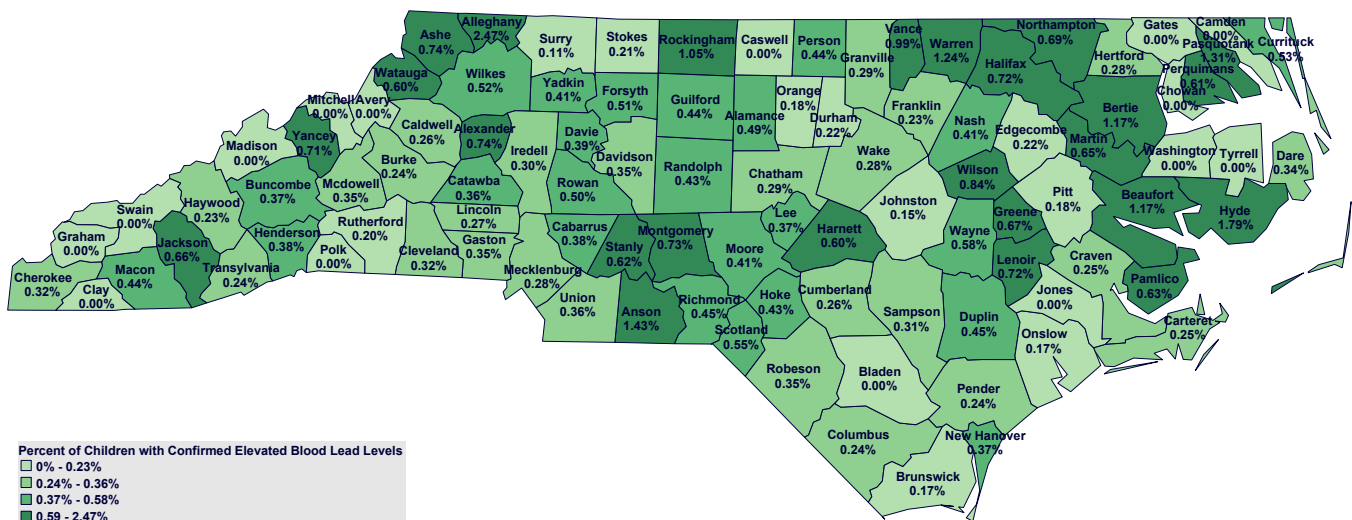 Ashe
0.74%
Alleghany
2.47%
Surry
0.11%
Stokes
0.21%
Rockingham
1.05%
Caswell
0.00%
Person
0.44%
Granville
0.29%
Vance
0.99%
Warren
1.24%
Northampton
0.69%
Halifax
0.72%
Hertford
0.28%
Gates
0.00%
Camden
0.00%
Pasquotank
1.31%
Currituck
0.53%
Perquimans
0.61%
Chowan
0.00%
Watauga
0.60%
Wilkes
0.52%
Yadkin
0.41%
Forsyth
0.51%
Guilford
0.44%
Alamance
0.49%
Orange
0.18%
Durham
0.22%
Franklin
0.23%
Nash
0.41%
Edgecombe
0.22%
Bertie
1.17%
Martin
0.65%
Washington
0.00%
Tyrrell
0.00%
Dare
0.34%
Mitchell
0.00%
Avery
0.00%
Caldwell
0.26%
Alexander
0.74%
Iredell
0.30%
Davie
0.39%
Davidson
0.35%
Randolph
0.43%
Chatham
0.29%
Wake
0.28%
Wilson
0.84%
Pitt
0.18%
Beaufort
1.17%
Hyde
1.79%
Madison
0.00%
Yancey
0.71%
Burke
0.24%
Catawba
0.36%
Rowan
0.50%
Johnston
0.15%
Greene
0.67%
Swain
0.00%
Haywood
0.23%
Buncombe
0.37%
Mcdowell
0.35%
Rutherford
0.20%
Lincoln
0.27%
Cabarrus
0.38%
Stanly
0.62%
Montgomery
0.73%
Moore
0.41%
Lee
0.37%
Harnett
0.60%
Wayne
0.58%
Lenoir
0.72%
Craven
0.25%
Pamlico
0.63%
Graham
0.00%
Jackson
0.66%
Henderson
0.38%
Polk
0.00%
Cleveland
0.32%
Gaston
0.35%
Cherokee
0.32%
Clay
0.00%
Macon
0.44%
Transylvania
0.24%
Mecklenburg
0.28%
Union
0.36%
Anson
1.43%
Richmond
0.45%
Scotland
0.55%
Hoke
0.43%
Cumberland
0.26%
Sampson
0.31%
Duplin
0.45%
Jones
0.00%
Onslow
0.17%
Carteret
0.25%
Robeson
0.35%
Bladen
0.00%
Pender
0.24%
Columbus
0.24%
New Hanover
0.37%
Brunswick
0.17%
Percent of Children with Confirmed Elevated Blood Lead Levels
0% - 0.23%
0.24% - 0.36%
0.37% - 0.58%
0.59 - 2.47%